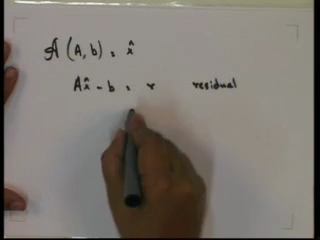 𝒜 (A, b) = x̂
Ax̂ - b = r residual